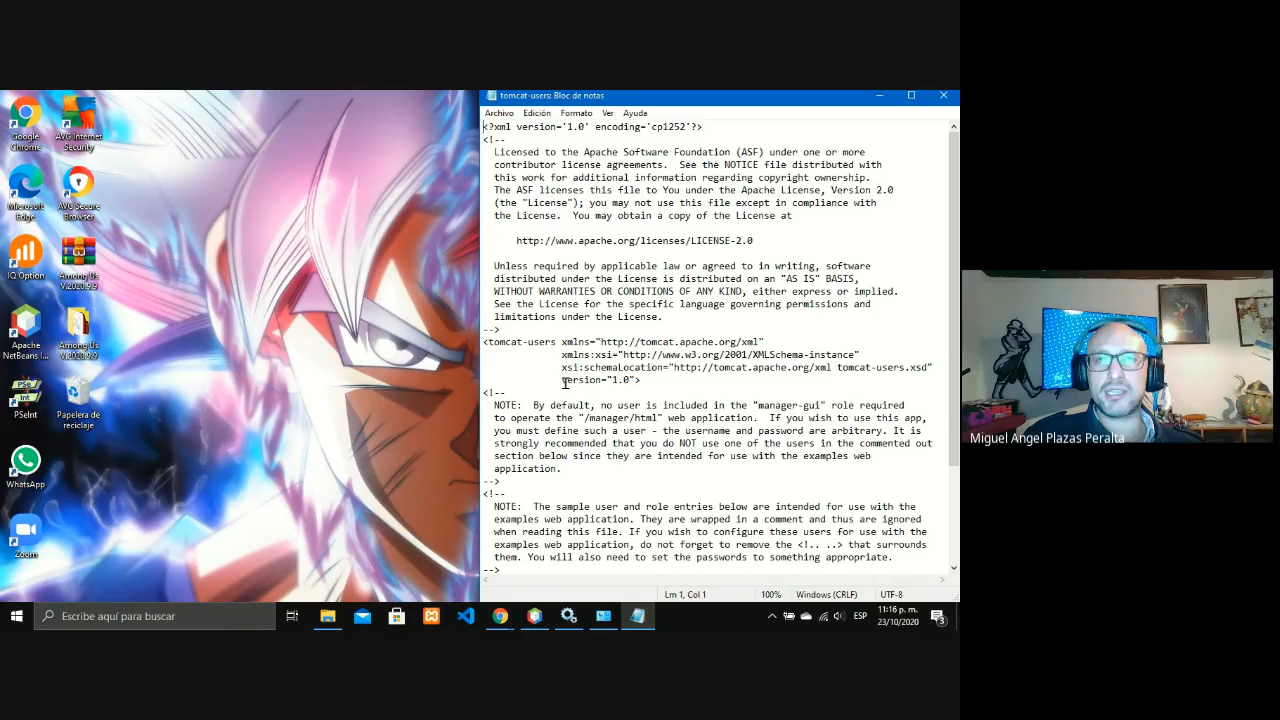 Google
Chrome
AVG Internet
Security
Microsoft
Edge
AVG Secure
Browser
IQ Option
Among Us
V.2020.9.9
Apache
NetBeans I...
Among Us
V.2020.9.9
PSeInt
Papelera de
reciclaje
WhatsApp
Zoom
tomcat-users: Bloc de notas
Archivo Edición Formato Ver Ayuda
<?xml version='1.0' encoding='cp1252'?>
<!--
Licensed to the Apache Software Foundation (ASF) under one or more
contributor license agreements. See the NOTICE file distributed with
this work for additional information regarding copyright ownership.
The ASF licenses this file to You under the Apache License, Version 2.0
(the "License"); you may not use this file except in compliance with
the License. You may obtain a copy of the License at
http://www.apache.org/licenses/LICENSE-2.0
Unless required by applicable law or agreed to in writing, software
distributed under the License is distributed on an "AS IS" BASIS,
WITHOUT WARRANTIES OR CONDITIONS OF ANY KIND, either express or implied.
See the License for the specific language governing permissions and
limitations under the License.
-->
<tomcat-users xmlns="http://tomcat.apache.org/xml"
xmlns:xsi="http://www.w3.org/2001/XMLSchema-instance"
xsi:schemaLocation="http://tomcat.apache.org/xml tomcat-users.xsd"
version="1.0">
<!--
NOTE: By default, no user is included in the "manager-gui" role required
to operate the "/manager/html" web application. If you wish to use this app,
you must define such a user - the username and password are arbitrary. It is
strongly recommended that you do NOT use one of the users in the commented out
section below since they are intended for use with the examples web
application.
-->
<!--
NOTE: The sample user and role entries below are intended for use with the
examples web application. They are wrapped in a comment and thus are ignored
when reading this file. If you wish to configure these users for use with the
examples web application, do not forget to remove the <!.. ..> that surrounds
them. You will also need to set the passwords to something appropriate.
-->
Lm 1, Col 1 100% Windows (CRLF) UTF-8
Escribe aquí para buscar
ESP
11:16 p. m.
23/10/2020
3
Miguel Angel Plazas Peralta